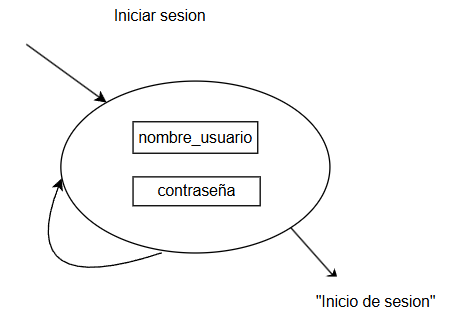 Iniciar sesion
nombre_usuario
contraseña
"Inicio de sesion"